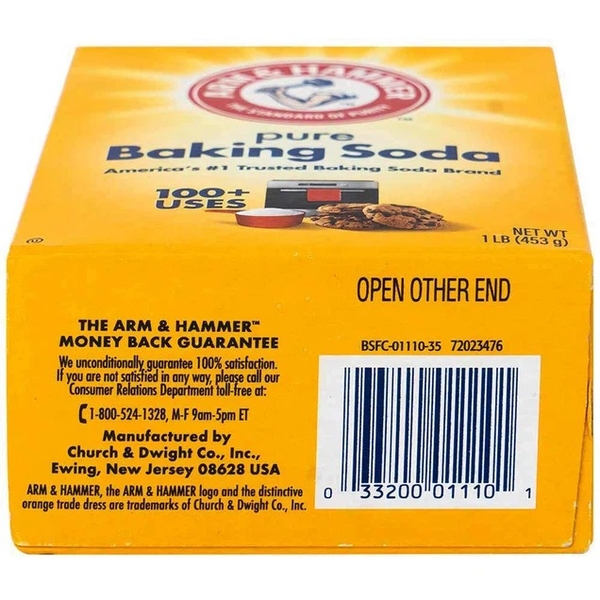 ARM & HAMMER
THE STANDARD OF PURITY
™
pure
Baking Soda
America's #1 Trusted Baking Soda Brand
100+
USES
NET WT
1 LB (453 g)
OPEN OTHER END
THE ARM & HAMMER™
MONEY BACK GUARANTEE
We unconditionally guarantee 100% satisfaction.
If you are not satisfied in any way, please call our
Consumer Relations Department toll-free at:
1-800-524-1328, M-F 9am-5pm ET
Manufactured by
Church & Dwight Co., Inc.,
Ewing, New Jersey 08628 USA
ARM & HAMMER, the ARM & HAMMER logo and the distinctive
orange trade dress are trademarks of Church & Dwight Co., Inc.
BSFC-01110-35 72023476
0 33200 01110 1